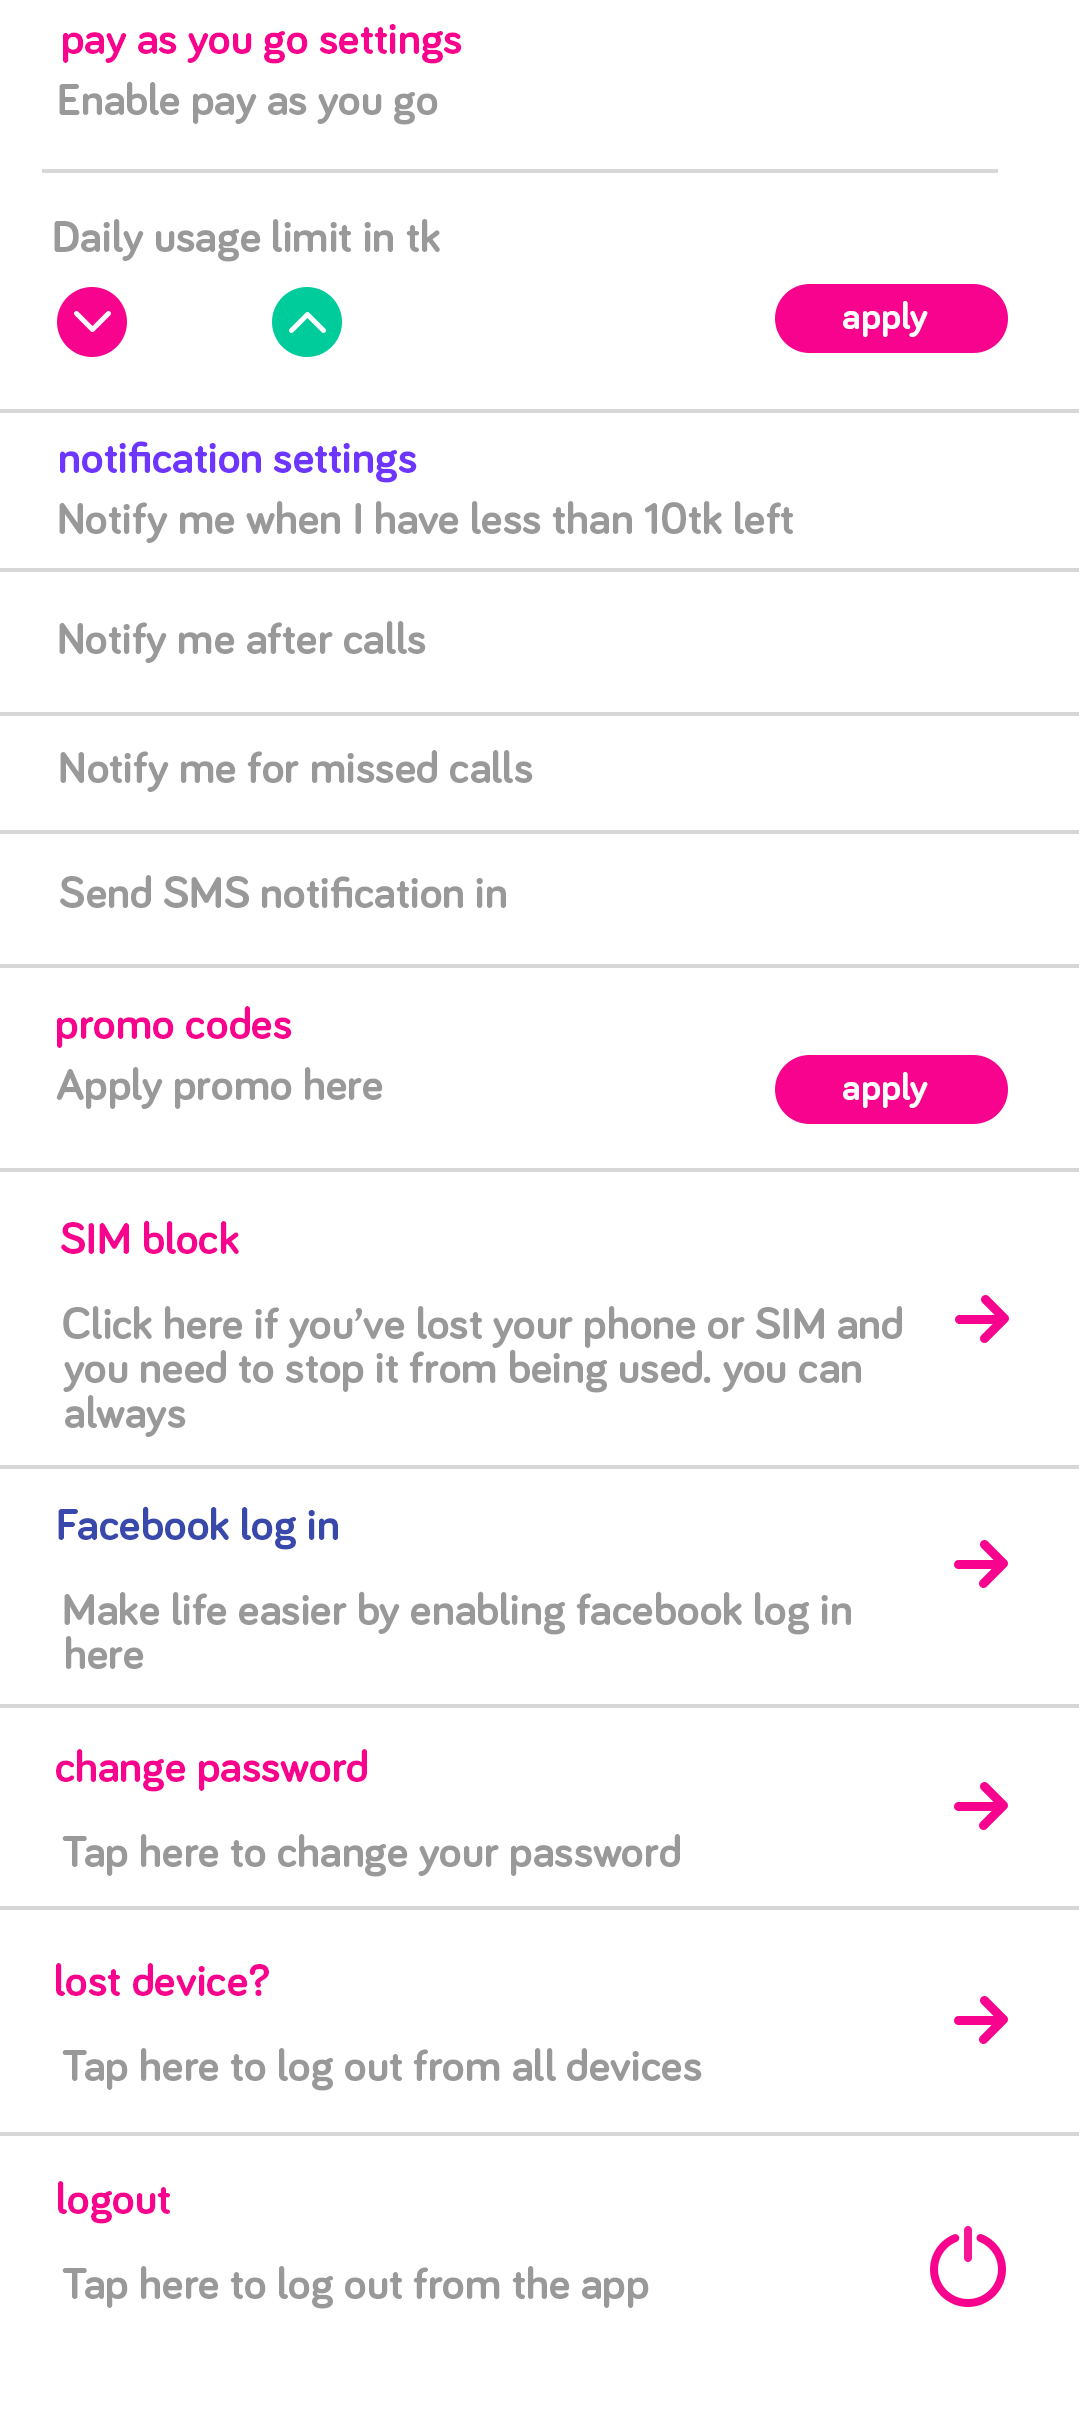 pay as you go settings
Enable pay as you go
Daily usage limit in tk
apply
notification settings
Notify me when I have less than 10tk left
Notify me after calls
Notify me for missed calls
Send SMS notification in
promo codes
Apply promo here
apply
SIM block
Click here if you’ve lost your phone or SIM and
you need to stop it from being used. you can
always
Facebook log in
Make life easier by enabling facebook log in
here
change password
Tap here to change your password
lost device?
Tap here to log out from all devices
logout
Tap here to log out from the app